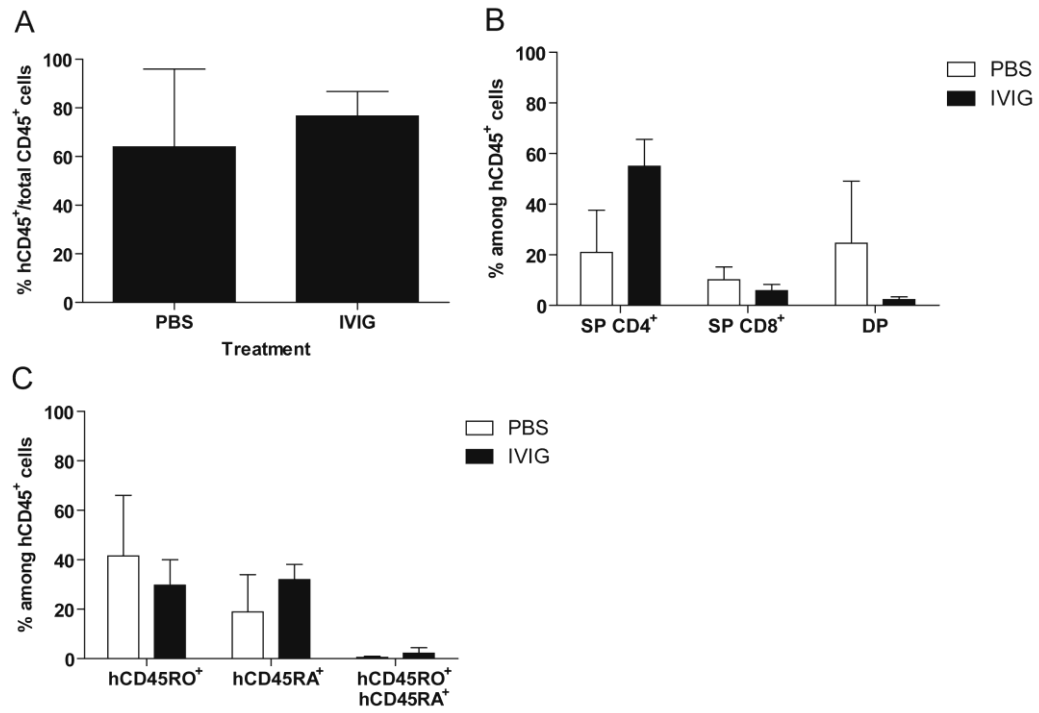 A
% hCD45⁺/total CD45⁺ cells
100
80
60
40
20
0
PBS
IVIG
Treatment
B
% among hCD45⁺ cells
100
80
60
40
20
0
SP CD4⁺
SP CD8⁺
DP
PBS
IVIG
C
% among hCD45⁺ cells
100
80
60
40
20
0
hCD45RO⁺
hCD45RA⁺
hCD45RO⁺
hCD45RA⁺
PBS
IVIG